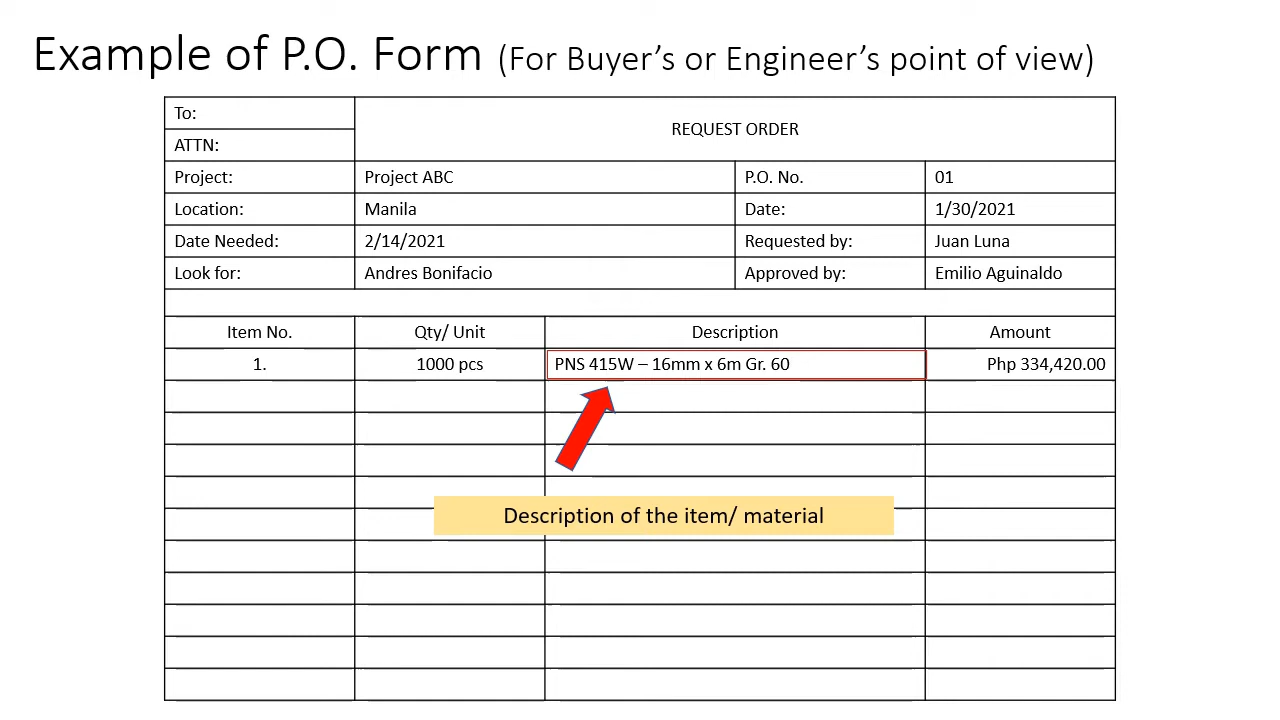 Example of P.O. Form (For Buyer’s or Engineer’s point of view)
To:
REQUEST ORDER
ATTN:
Project: Project ABC P.O. No. 01
Location: Manila Date: 1/30/2021
Date Needed: 2/14/2021 Requested by: Juan Luna
Look for: Andres Bonifacio Approved by: Emilio Aguinaldo
Item No. Qty/ Unit Description Amount
1. 1000 pcs PNS 415W – 16mm x 6m Gr. 60 Php 334,420.00
Description of the item/ material